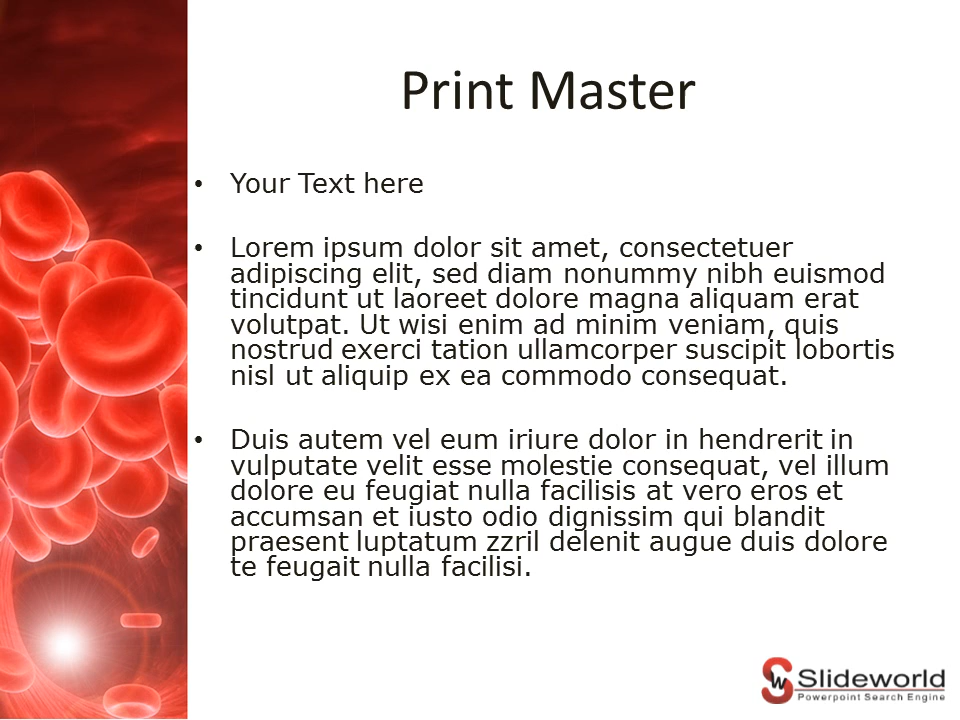 Print Master
• Your Text here
• Lorem ipsum dolor sit amet, consectetuer
adipiscing elit, sed diam nonummy nibh euismod
tincidunt ut laoreet dolore magna aliquam erat
volutpat. Ut wisi enim ad minim veniam, quis
nostrud exerci tation ullamcorper suscipit lobortis
nisl ut aliquip ex ea commodo consequat.
• Duis autem vel eum iriure dolor in hendrerit in
vulputate velit esse molestie consequat, vel illum
dolore eu feugiat nulla facilisis at vero eros et
accumsan et iusto odio dignissim qui blandit
praesent luptatum zzril delenit augue duis dolore
te feugait nulla facilisi.
SW Slideworld
Powerpoint Search Engine